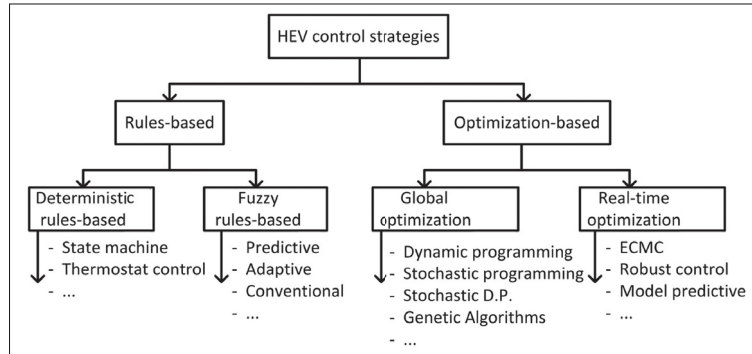 HEV control strategies
Rules-based
Optimization-based
Deterministic
rules-based
- State machine
- Thermostat control
- ...
Fuzzy
rules-based
- Predictive
- Adaptive
- Conventional
- ...
Global
optimization
- Dynamic programming
- Stochastic programming
- Stochastic D.P.
- Genetic Algorithms
- ...
Real-time
optimization
- ECMC
- Robust control
- Model predictive
- ...